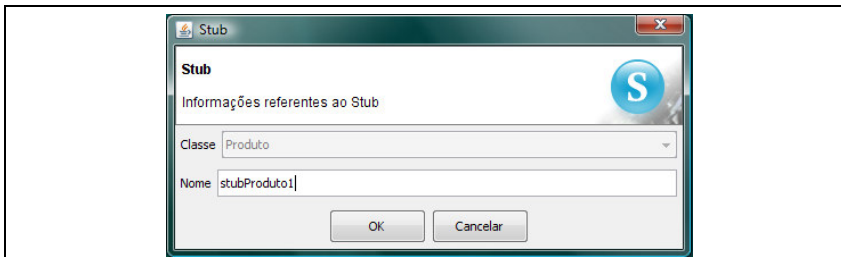 Stub
Stub
Informações referentes ao Stub
S
Classe Produto
Nome stubProduto1
OK Cancelar